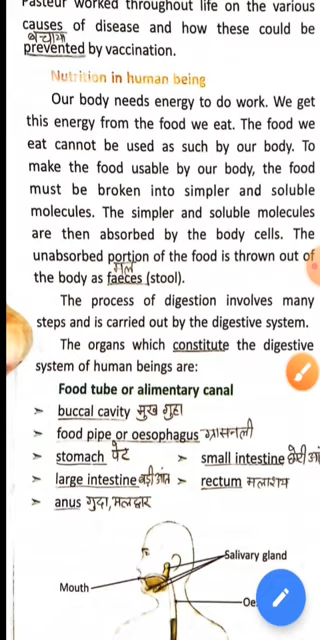 Pasteur worked throughout life on the various
causes of disease and how these could be
बचाया
prevented by vaccination.
Nutrition in human being
Our body needs energy to do work. We get
this energy from the food we eat. The food we
eat cannot be used as such by our body. To
make the food usable by our body, the food
must be broken into simpler and soluble
molecules. The simpler and soluble molecules
are then absorbed by the body cells. The
unabsorbed portion of the food is thrown out of
मल
the body as faeces (stool).
The process of digestion involves many
steps and is carried out by the digestive system.
The organs which constitute the digestive
system of human beings are:
Food tube or alimentary canal
➢ buccal cavity मुख गुहा
➢ food pipe or oesophagus ग्रासनली
➢ stomach पेट ➢ small intestine छोटी आं
➢ large intestine बड़ी आंत ➢ rectum मलाशय
➢ anus गुदा, मलद्वार
Salivary gland
Mouth
Oe